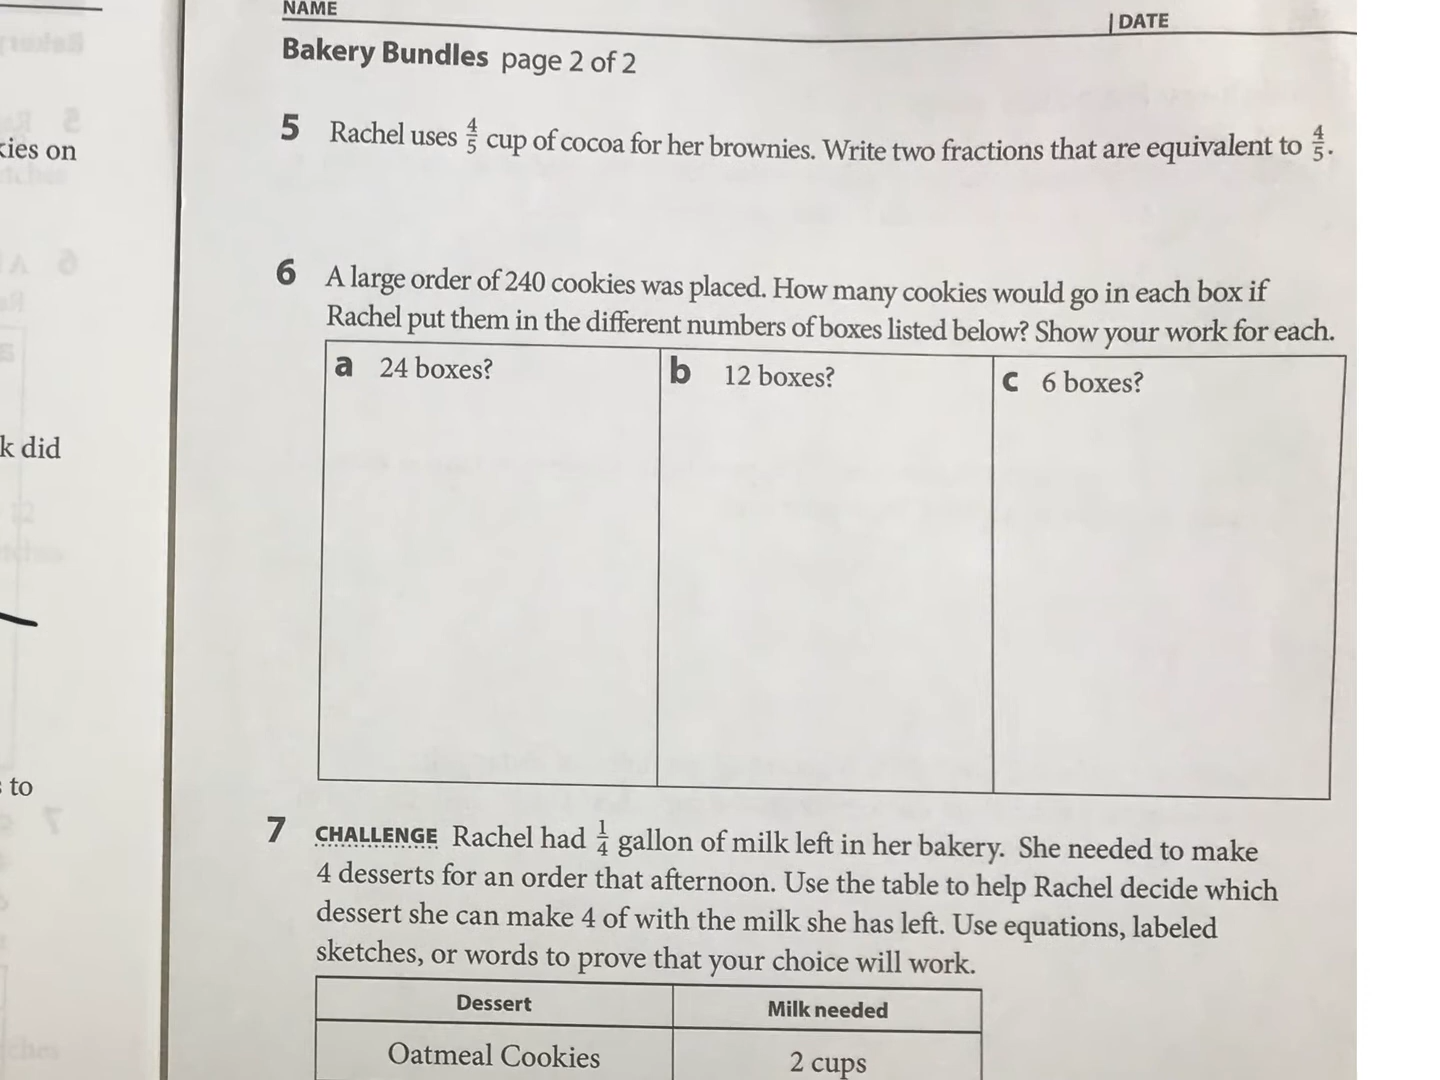 NAME | DATE
Bakery Bundles page 2 of 2
5 Rachel uses 4/5 cup of cocoa for her brownies. Write two fractions that are equivalent to 4/5.
6 A large order of 240 cookies was placed. How many cookies would go in each box if
Rachel put them in the different numbers of boxes listed below? Show your work for each.
a 24 boxes? b 12 boxes? c 6 boxes?
7 CHALLENGE Rachel had 1/4 gallon of milk left in her bakery. She needed to make
4 desserts for an order that afternoon. Use the table to help Rachel decide which
dessert she can make 4 of with the milk she has left. Use equations, labeled
sketches, or words to prove that your choice will work.
Dessert Milk needed
Oatmeal Cookies 2 cups
on
did
to